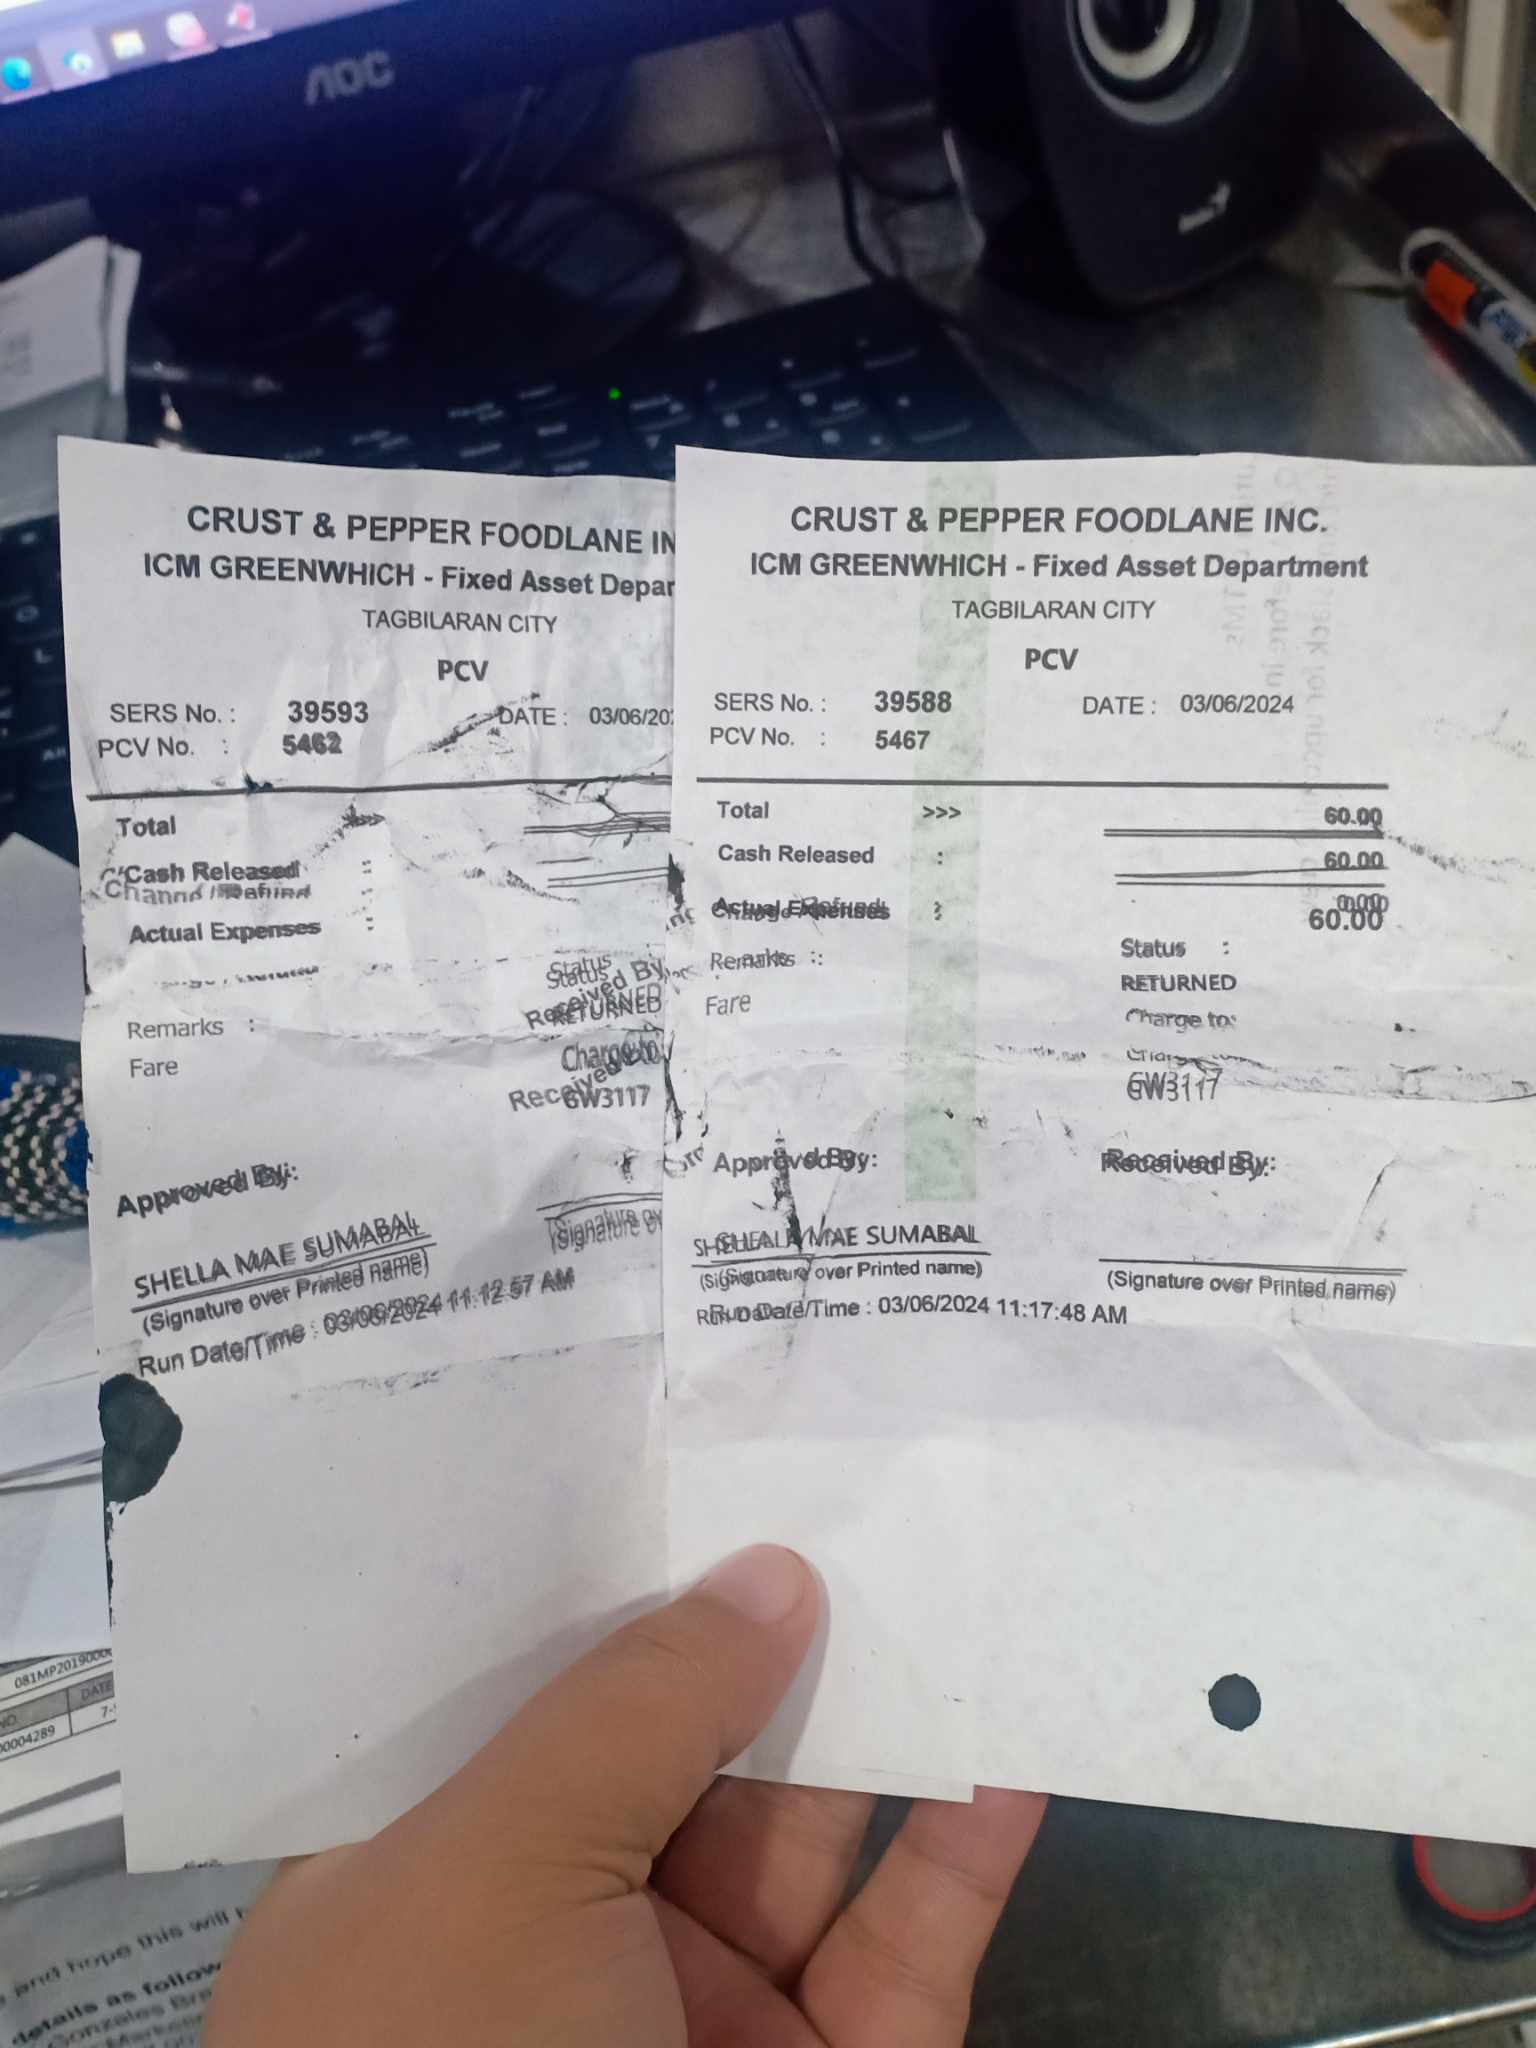 AOC
CRUST & PEPPER FOODLANE IN
ICM GREENWHICH - Fixed Asset Depar
TAGBILARAN CITY
PCV
SERS No. : 39593 DATE : 03/06/202
PCV No. : 5462
Total >>>
Cash Released :
Change / Refund
Actual Expenses :
Status
Status
Received By
RETURNED
Remarks :
Charge to
Fare
Received
GW3117
Approved By:
SHELLA MAE SUMABAL
(Signature over Printed name)
(Signature ov
Run Date/Time : 03/06/2024 11:12:57 AM
CRUST & PEPPER FOODLANE INC.
ICM GREENWHICH - Fixed Asset Department
TAGBILARAN CITY
PCV
SERS No. : 39588 DATE : 03/06/2024
PCV No. : 5467
Total >>> 60.00
Cash Released : 60.00
Change / Refund : 0.00
Actual Expenses : 60.00
Status :
Remarks :
RETURNED
Fare
Charge to:
GW3117
Approved By: Received By:
SHELLA MAE SUMABAL
(Signature over Printed name) (Signature over Printed name)
Run Date/Time : 03/06/2024 11:17:48 AM
081MP2019000
NO. DATE
00004289 7-
and hope this will
details as follow
Gonzales